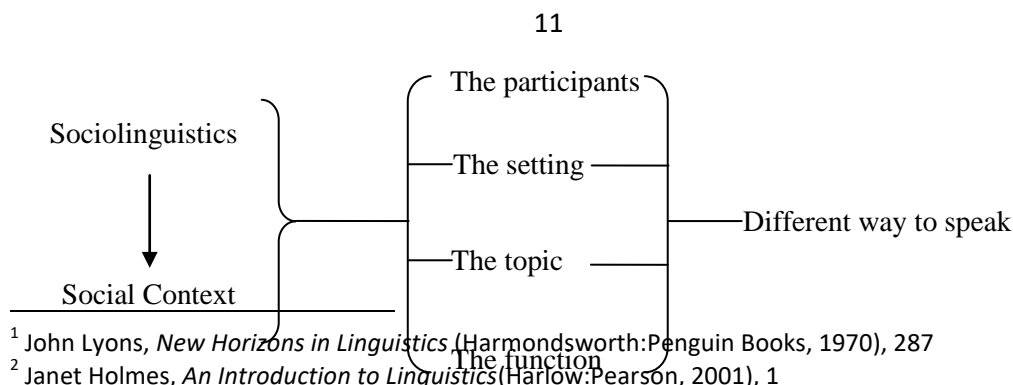 11
The participants
Sociolinguistics
The setting
Different way to speak
The topic
Social Context
1 John Lyons, New Horizons in Linguistics (Harmondsworth:Penguin Books, 1970), 287
The function
2 Janet Holmes, An Introduction to Linguistics(Harlow:Pearson, 2001), 1